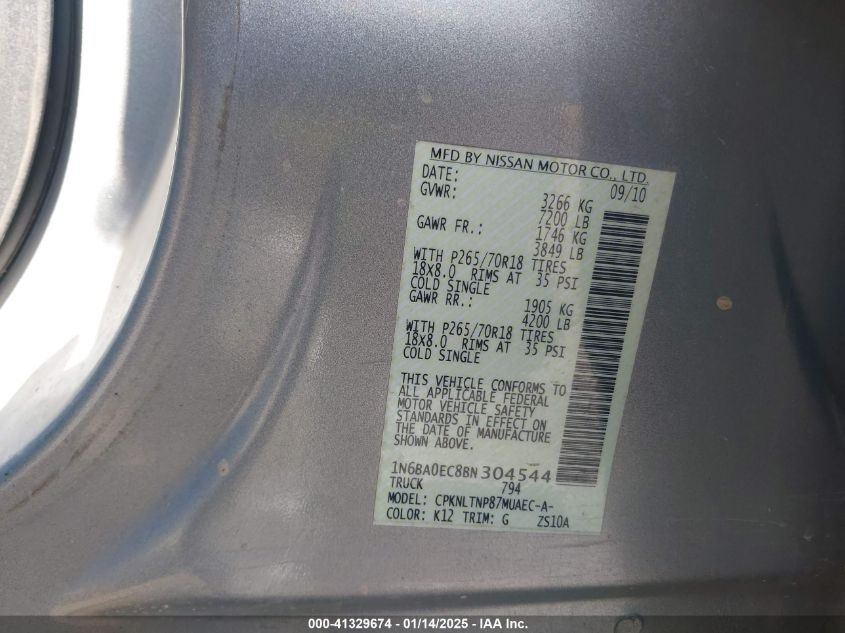 MFD BY NISSAN MOTOR CO., LTD.
DATE: 09/10
GVWR: 3266 KG
7200 LB
GAWR FR.: 1746 KG
3849 LB
WITH P265/70R18 TIRES
18X8.0 RIMS AT 35 PSI
COLD SINGLE
GAWR RR.: 1905 KG
4200 LB
WITH P265/70R18 TIRES
18X8.0 RIMS AT 35 PSI
COLD SINGLE
THIS VEHICLE CONFORMS TO
ALL APPLICABLE FEDERAL
MOTOR VEHICLE SAFETY
STANDARDS IN EFFECT ON
THE DATE OF MANUFACTURE
SHOWN ABOVE.
1N6BA0EC8BN304544
TRUCK 794
MODEL: CPKNLTNP87MUAEC-A-
COLOR: K12 TRIM: G ZS10A
000-41329674 - 01/14/2025 - COPYRIGHT © IAA, INC.